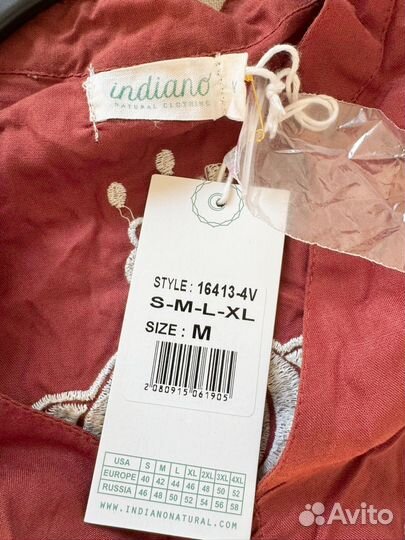 indiano
NATURAL CLOTHING
STYLE : 16413-4V
S-M-L-XL
SIZE : M
2 080915 061905
USA S M L XL 2XL 3XL 4XL
EUROPE 40 42 44 46 48 50 52
RUSSIA 46 48 50 52 54 56 58
WWW.INDIANONATURAL.COM
Avito